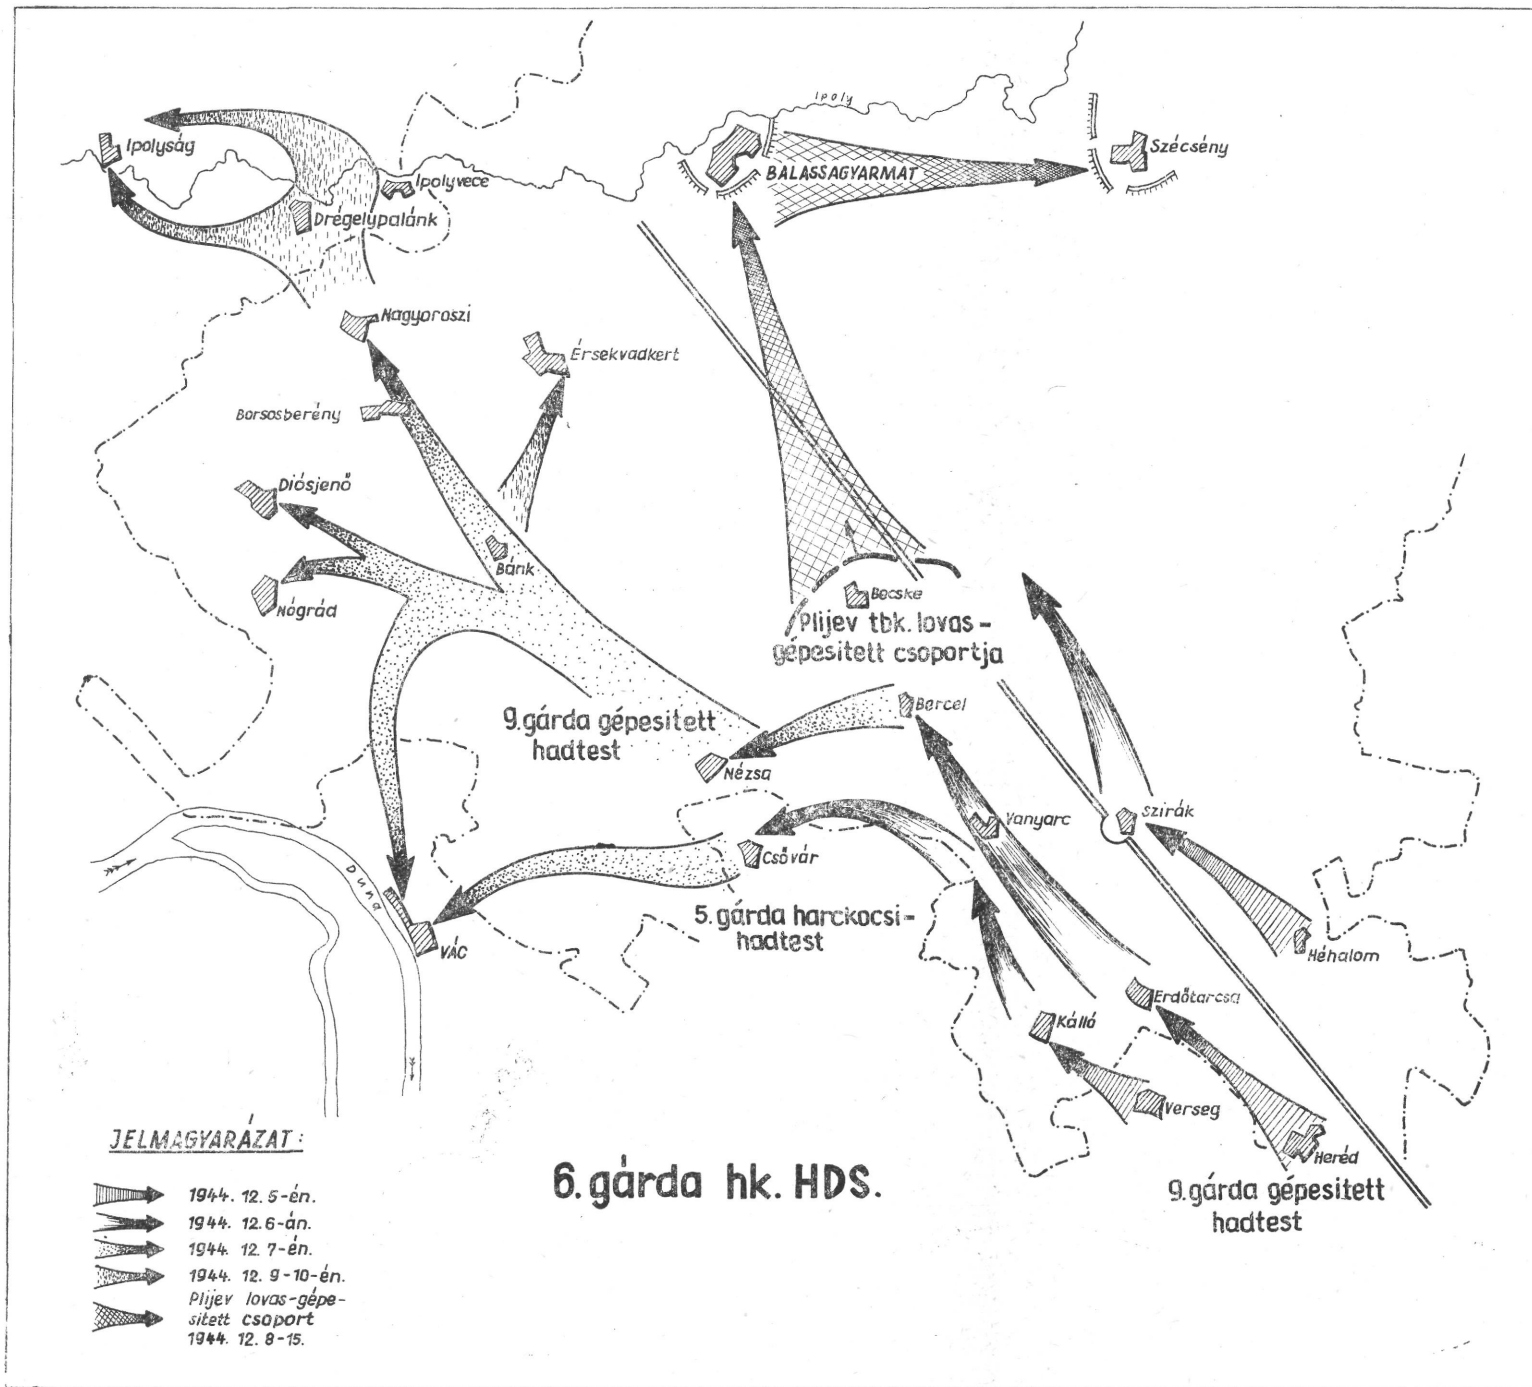 Ipoly
Ipolyság
Ipolyvece
Drégelypalánk
BALASSAGYARMAT
Szécsény
Nagyoroszi
Érsekvadkert
Borsosberény
Diósjenő
Bánk
Nógrád
Becske
Plijev tbk. lovas-
gépesitett csoportja
9. gárda gépesitett
hadtest
Bercel
Nézsa
Vanyarc
Szirák
Csővár
Duna
5. gárda harckocsi-
hadtest
VÁC
Héhalom
Erdőtarcsa
Kálló
Verseg
Heréd
9. gárda gépesitett
hadtest
6. gárda hk. HDS.
JELMAGYARÁZAT:
1944. 12. 5-én.
1944. 12. 6-án.
1944. 12. 7-én.
1944. 12. 9-10-én.
Plijev lovas-gépe-
sitett csoport
1944. 12. 8-15.